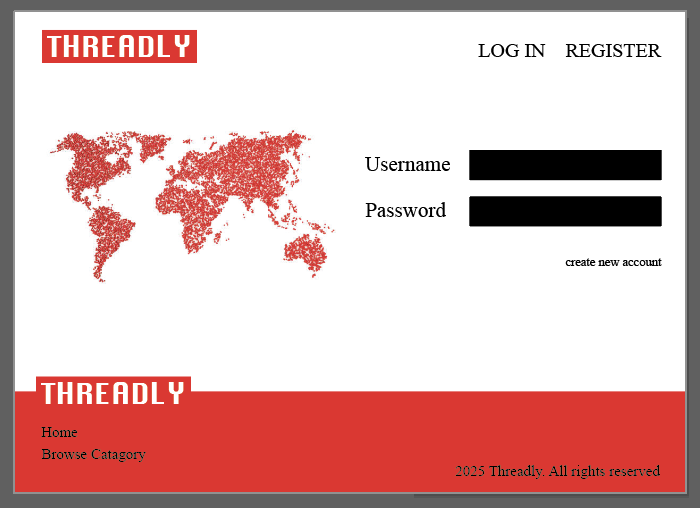 THREADLY
LOG IN REGISTER
Username
Password
create new account
THREADLY
Home
Browse Catagory
2025 Threadly. All rights reserved